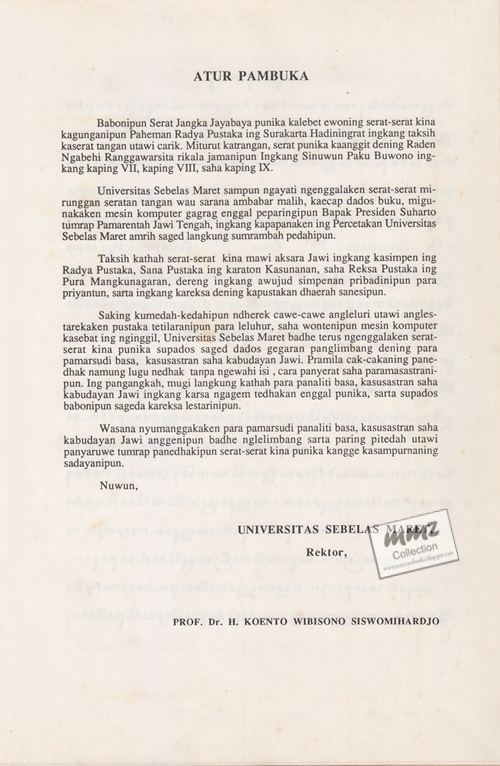 ATUR PAMBUKA
Babonipun Serat Jangka Jayabaya punika kalebet ewoning serat-serat kina
kagunganipun Paheman Radya Pustaka ing Surakarta Hadiningrat ingkang taksih
kaserat tangan utawi carik. Miturut katrangan, serat punika kaanggit dening Raden
Ngabehi Ranggawarsita rikala jamanipun Ingkang Sinuwun Paku Buwono ing-
kang kaping VII, kaping VIII, saha kaping IX.
Universitas Sebelas Maret sampun ngayati ngenggalaken serat-serat mi-
runggan seratan tangan wau sarana ambabar malih, kaecap dados buku, migu-
nakaken mesin komputer gagrag enggal peparingipun Bapak Presiden Suharto
tumrap Pamarentah Jawi Tengah, ingkang kapapanaken ing Percetakan Universitas
Sebelas Maret amrih saged langkung sumrambah pedahipun.
Taksih kathah serat-serat kina mawi aksara Jawi ingkang kasimpen ing
Radya Pustaka, Sana Pustaka ing karaton Kasunanan, saha Reksa Pustaka ing
Pura Mangkunagaran, dereng ingkang awujud simpenan pribadinipun para
priyantun, sarta ingkang kareksa dening kapustakan dhaerah sanesipun.
Saking kumedah-kedahipun ndherek cawe-cawe angleluri utawi angles-
tarekaken pustaka tetilaranipun para leluhur, saha wontenipun mesin komputer
kasebat ing nginggil, Universitas Sebelas Maret badhe terus ngenggalaken serat-
serat kina punika supados saged dados gegaran panglimbang dening para
pamarsudi basa, kasusastran saha kabudayan Jawi. Pramila cak-cakaning pane-
dhak namung lugu nedhak tanpa ngewahi isi , cara panyerat saha paramasastrani-
pun. Ing pangangkah, mugi langkung kathah para panaliti basa, kasusastran saha
kabudayan Jawi ingkang karsa ngagem tedhakan enggal punika, sarta supados
babonipun sageda kareksa lestarinipun.
Wasana nyumanggakaken para pamarsudi panaliti basa, kasusastran saha
kabudayan Jawi anggenipun badhe nglelimbang sarta paring pitedah utawi
panyaruwe tumrap panedhakipun serat-serat kina punika kangge kasampurnaning
sadayanipun.
Nuwun,
UNIVERSITAS SEBELAS MARET,
Rektor,
mmz
Collection
PROF. Dr. H. KOENTO WIBISONO SISWOMIHARDJO